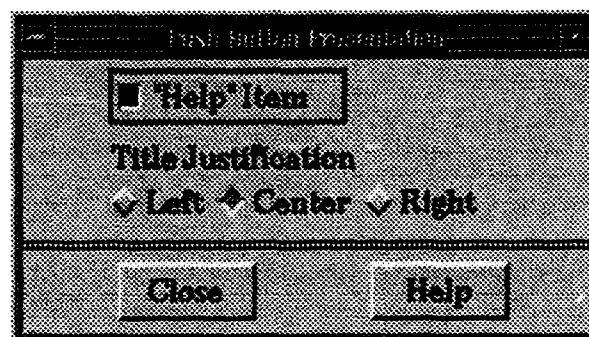 Push Button Presentation
"Help" Item
Title Justification
Left Center Right
Close Help